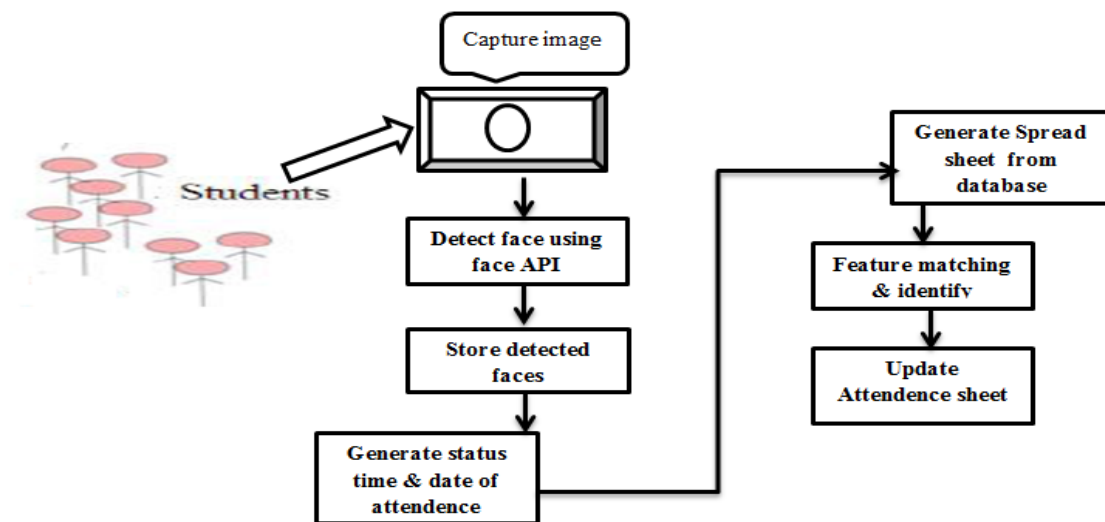 Capture image
Students
Detect face using
face API
Store detected
faces
Generate status
time & date of
attendence
Generate Spread
sheet from
database
Feature matching
& identify
Update
Attendence sheet